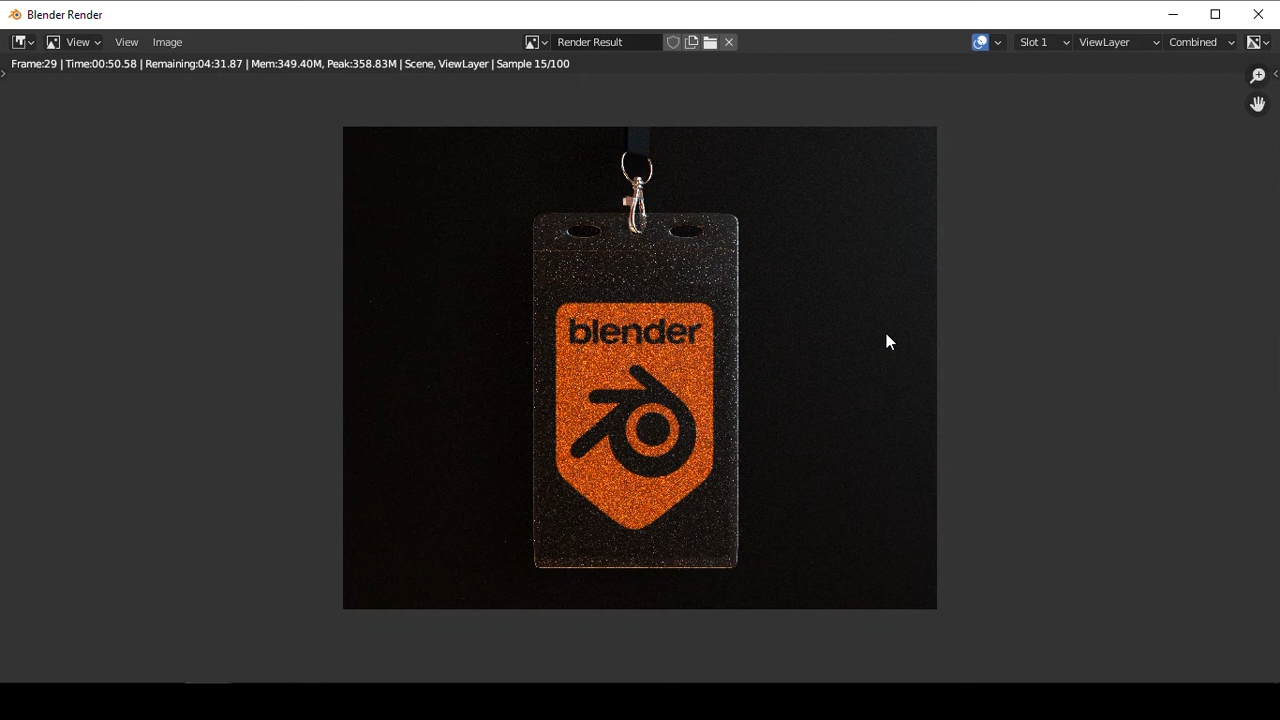 Blender Render
View View Image Render Result Slot 1 ViewLayer Combined
Frame:29 | Time:00:50.58 | Remaining:04:31.87 | Mem:349.40M, Peak:358.83M | Scene, ViewLayer | Sample 15/100
blender